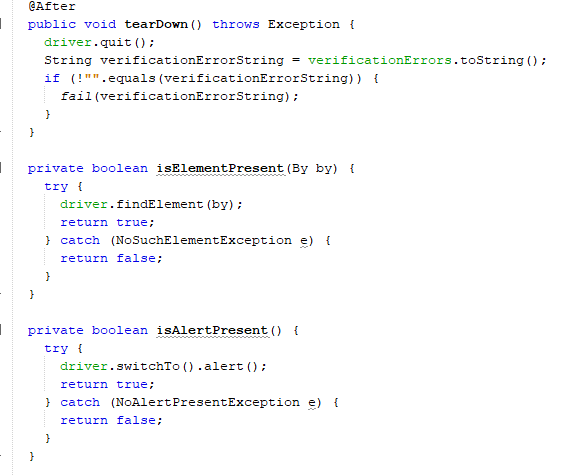 @After
public void tearDown() throws Exception {
driver.quit();
String verificationErrorString = verificationErrors.toString();
if (!"".equals(verificationErrorString)) {
fail(verificationErrorString);
}
}
private boolean isElementPresent(By by) {
try {
driver.findElement(by);
return true;
} catch (NoSuchElementException e) {
return false;
}
}
private boolean isAlertPresent() {
try {
driver.switchTo().alert();
return true;
} catch (NoAlertPresentException e) {
return false;
}
}